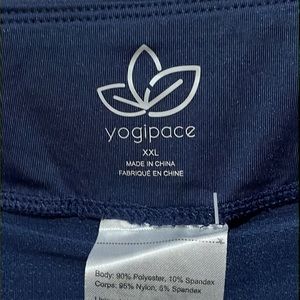 yogipace
XXL
MADE IN CHINA
FABRIQUÉ EN CHINE
Body: 90% Polyester, 10% Spandex
Corps: 95% Nylon, 5% Spandex